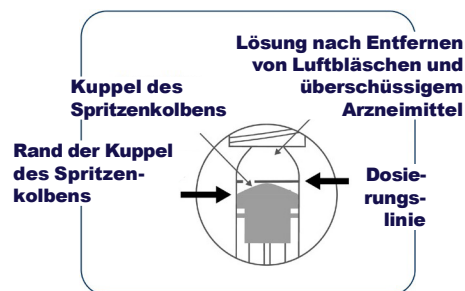 Lösung nach Entfernen
von Luftbläschen und
überschüssigem
Arzneimittel
Kuppel des
Spritzenkolbens
Rand der Kuppel
des Spritzen-
kolbens
Dosie-
rungs-
linie